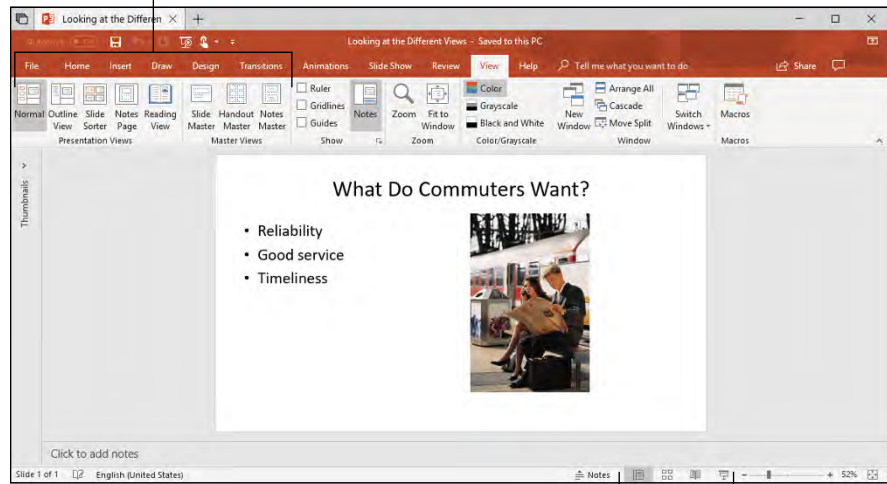 Looking at the Differen
Looking at the Different Views - Saved to this PC
File Home Insert Draw Design Transitions Animations Slide Show Review View Help Tell me what you want to do Share
Normal Outline View Slide Sorter Notes Page Reading View
Presentation Views
Slide Master Handout Master Notes Master
Master Views
Ruler
Gridlines
Guides
Show
Notes
Zoom Fit to Window
Zoom
Color
Grayscale
Black and White
Color/Grayscale
New Window
Arrange All
Cascade
Move Split
Switch Windows
Window
Macros
Macros
Thumbnails
What Do Commuters Want?
• Reliability
• Good service
• Timeliness
Click to add notes
Slide 1 of 1 English (United States) Notes 52%